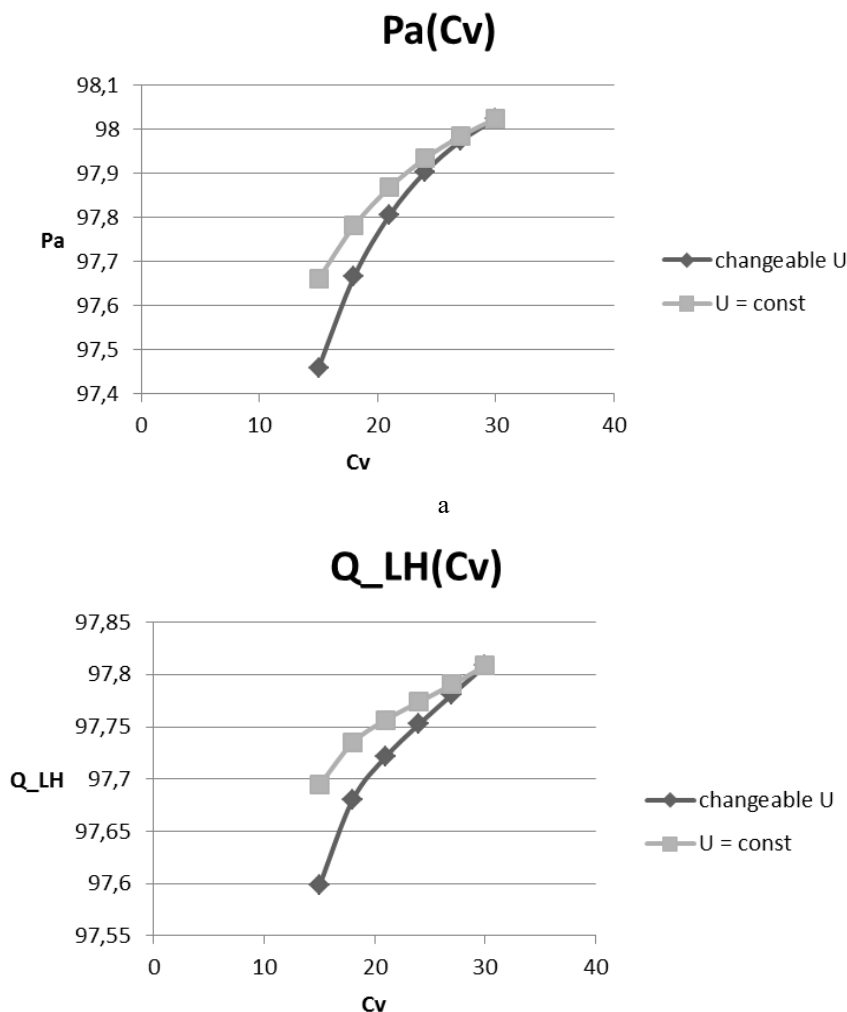 Pa(Cv)
98,1
98
97,9
97,8
Pa
97,7
97,6
97,5
97,4
0 10 20 30 40
Cv
changeable U
U = const
a
Q_LH(Cv)
97,85
97,8
97,75
97,7
Q_LH
97,65
97,6
97,55
0 10 20 30 40
Cv
changeable U
U = const